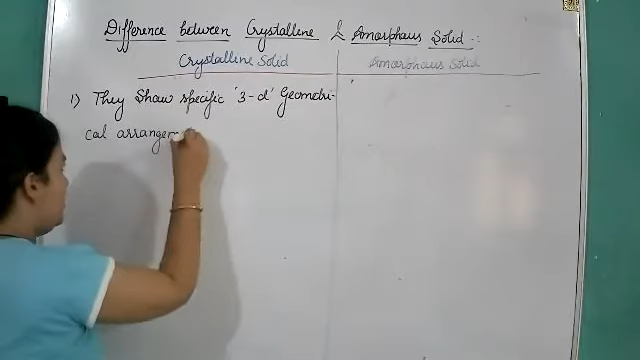 Difference between Crystalline & Amorphous Solid :
Crystalline Solid
Amorphous Solid
1) They Show specific '3-d' Geometri-
cal arrangem